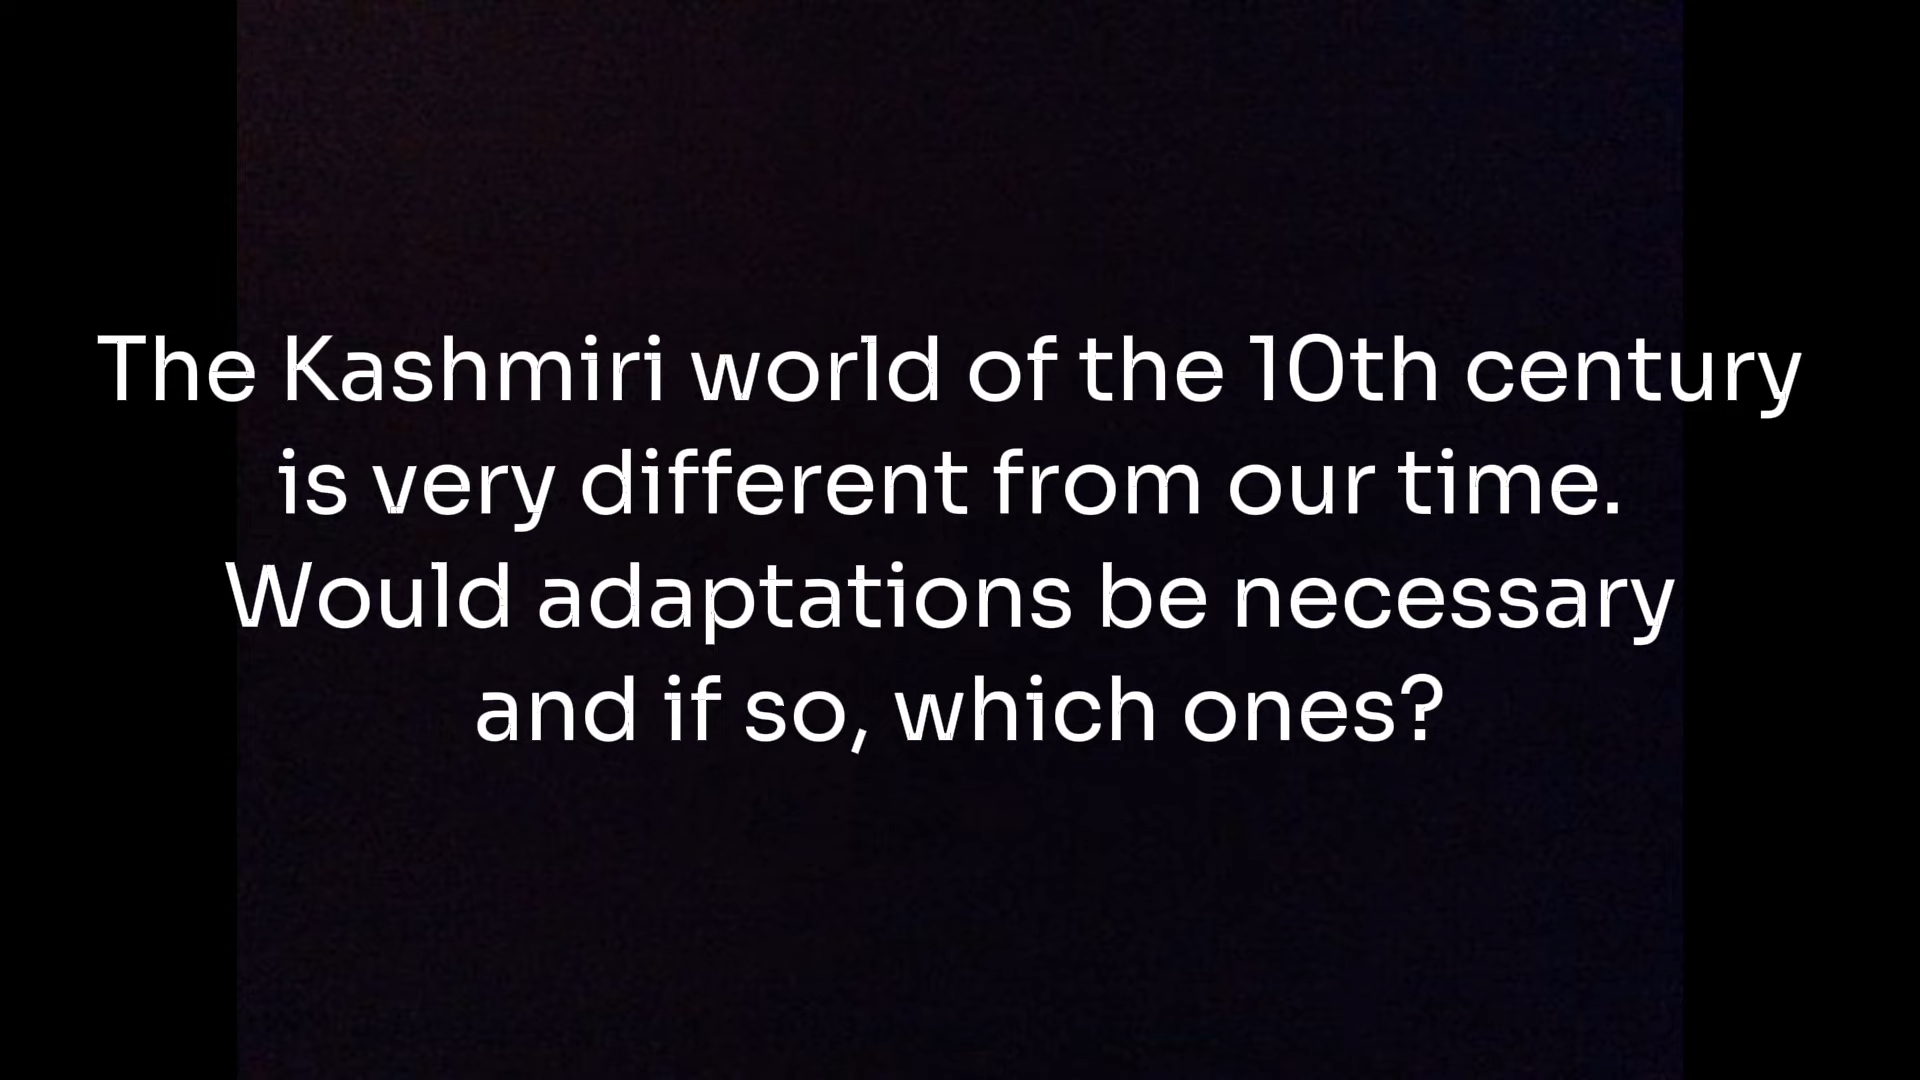 The Kashmiri world of the 10th century
is very different from our time.
Would adaptations be necessary
and if so, which ones?